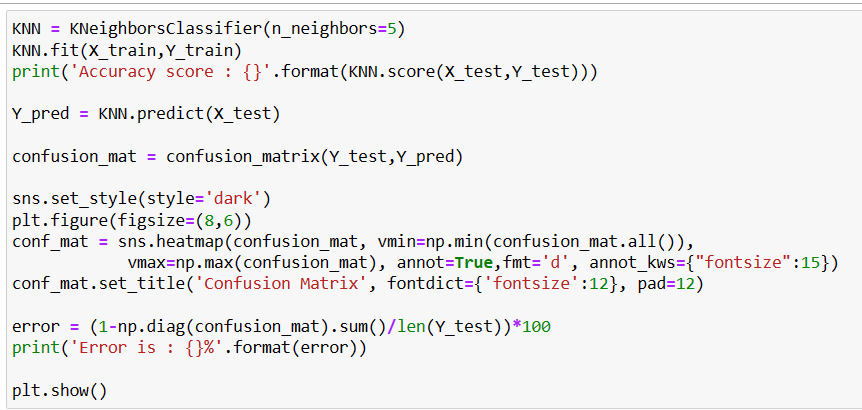 KNN = KNeighborsClassifier(n_neighbors=5)
KNN.fit(X_train,Y_train)
print('Accuracy score : {}'.format(KNN.score(X_test,Y_test)))
Y_pred = KNN.predict(X_test)
confusion_mat = confusion_matrix(Y_test,Y_pred)
sns.set_style(style='dark')
plt.figure(figsize=(8,6))
conf_mat = sns.heatmap(confusion_mat, vmin=np.min(confusion_mat.all()),
vmax=np.max(confusion_mat), annot=True,fmt='d', annot_kws={"fontsize":15})
conf_mat.set_title('Confusion Matrix', fontdict={'fontsize':12}, pad=12)
error = (1-np.diag(confusion_mat).sum()/len(Y_test))*100
print('Error is : {}%'.format(error))
plt.show()